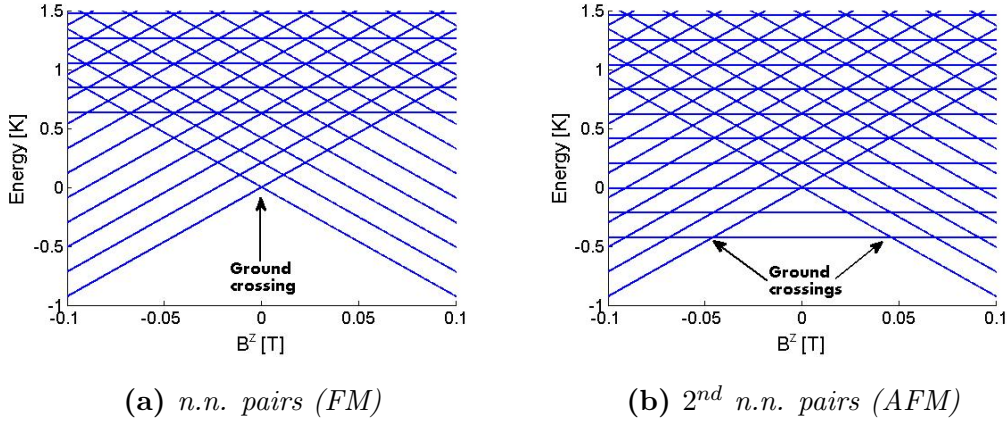 1.5
1
0.5
0
-0.5
-1
Energy [K]
-0.1
-0.05
0
0.05
0.1
B^z [T]
Ground
crossing
(a) n.n. pairs (FM)
1.5
1
0.5
0
-0.5
-1
Energy [K]
-0.1
-0.05
0
0.05
0.1
B^z [T]
Ground
crossings
(b) 2^nd n.n. pairs (AFM)